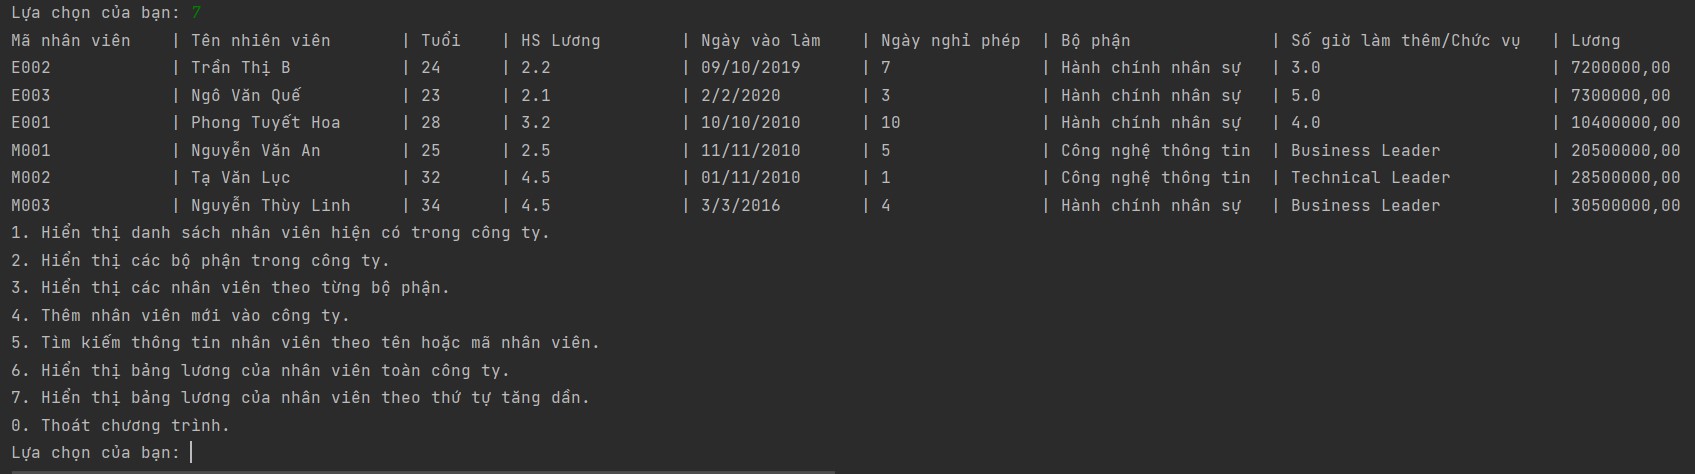 Lựa chọn của bạn: 7
Mã nhân viên | Tên nhiên viên | Tuổi | HS Lương | Ngày vào làm | Ngày nghỉ phép | Bộ phận | Số giờ làm thêm/Chức vụ | Lương
E002 | Trần Thị B | 24 | 2.2 | 09/10/2019 | 7 | Hành chính nhân sự | 3.0 | 7200000,00
E003 | Ngô Văn Quế | 23 | 2.1 | 2/2/2020 | 3 | Hành chính nhân sự | 5.0 | 7300000,00
E001 | Phong Tuyết Hoa | 28 | 3.2 | 10/10/2010 | 10 | Hành chính nhân sự | 4.0 | 10400000,00
M001 | Nguyễn Văn An | 25 | 2.5 | 11/11/2010 | 5 | Công nghệ thông tin | Business Leader | 20500000,00
M002 | Tạ Văn Lục | 32 | 4.5 | 01/11/2010 | 1 | Công nghệ thông tin | Technical Leader | 28500000,00
M003 | Nguyễn Thùy Linh | 34 | 4.5 | 3/3/2016 | 4 | Hành chính nhân sự | Business Leader | 30500000,00
1. Hiển thị danh sách nhân viên hiện có trong công ty.
2. Hiển thị các bộ phận trong công ty.
3. Hiển thị các nhân viên theo từng bộ phận.
4. Thêm nhân viên mới vào công ty.
5. Tìm kiếm thông tin nhân viên theo tên hoặc mã nhân viên.
6. Hiển thị bảng lương của nhân viên toàn công ty.
7. Hiển thị bảng lương của nhân viên theo thứ tự tăng dần.
0. Thoát chương trình.
Lựa chọn của bạn: